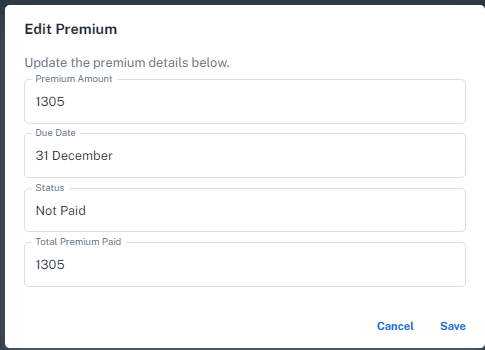 Edit Premium
Update the premium details below.
Premium Amount
1305
Due Date
31 December
Status
Not Paid
Total Premium Paid
1305
Cancel Save